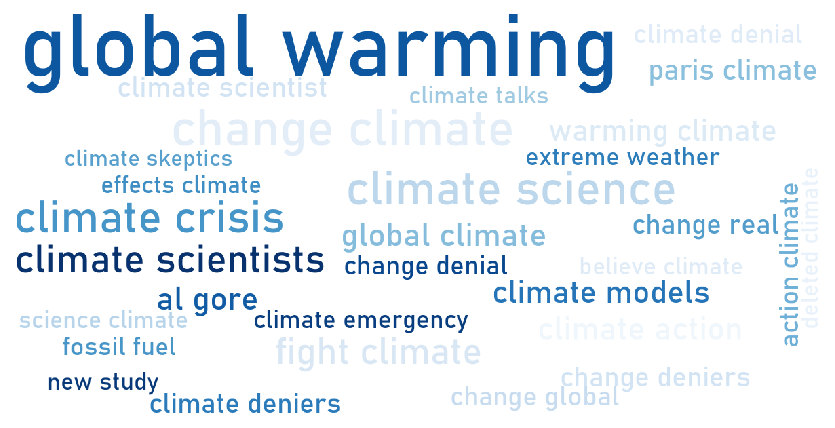 global warming
climate denial
paris climate
climate scientist
climate talks
change climate
warming climate
climate skeptics
extreme weather
effects climate
climate science
climate crisis
change real
action climate
deleted climate
global climate
climate scientists
change denial
believe climate
al gore
climate models
science climate
climate emergency
climate action
fossil fuel
fight climate
new study
change deniers
climate deniers
change global